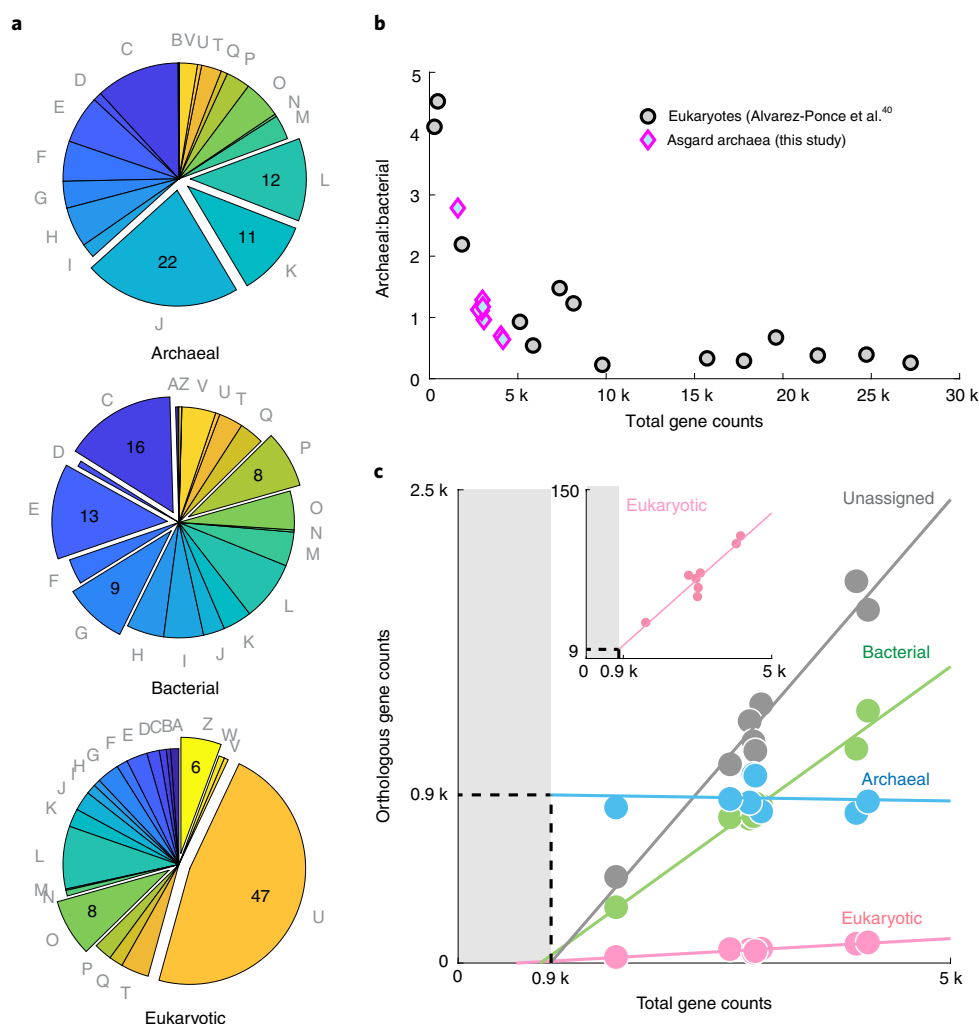 a
B V U T Q P O N M L K J I H G F E D C
12
11
22
Archaeal
A Z V U T Q P O N M L K J I H G F E D C
16
8
13
9
Bacterial
A Z W V U T Q P O N M L K J I H G F E D C B
6
47
8
Eukaryotic
b
Archaeal:bacterial
5
4
3
2
1
0
0 5 k 10 k 15 k 20 k 25 k 30 k
Total gene counts
Eukaryotes (Alvarez-Ponce et al.40
Asgard archaea (this study)
c
Orthologous gene counts
2.5 k
0.9 k
0
0 0.9 k 5 k
Total gene counts
150
9
0 0.9 k 5 k
Eukaryotic
Unassigned
Bacterial
Archaeal
Eukaryotic